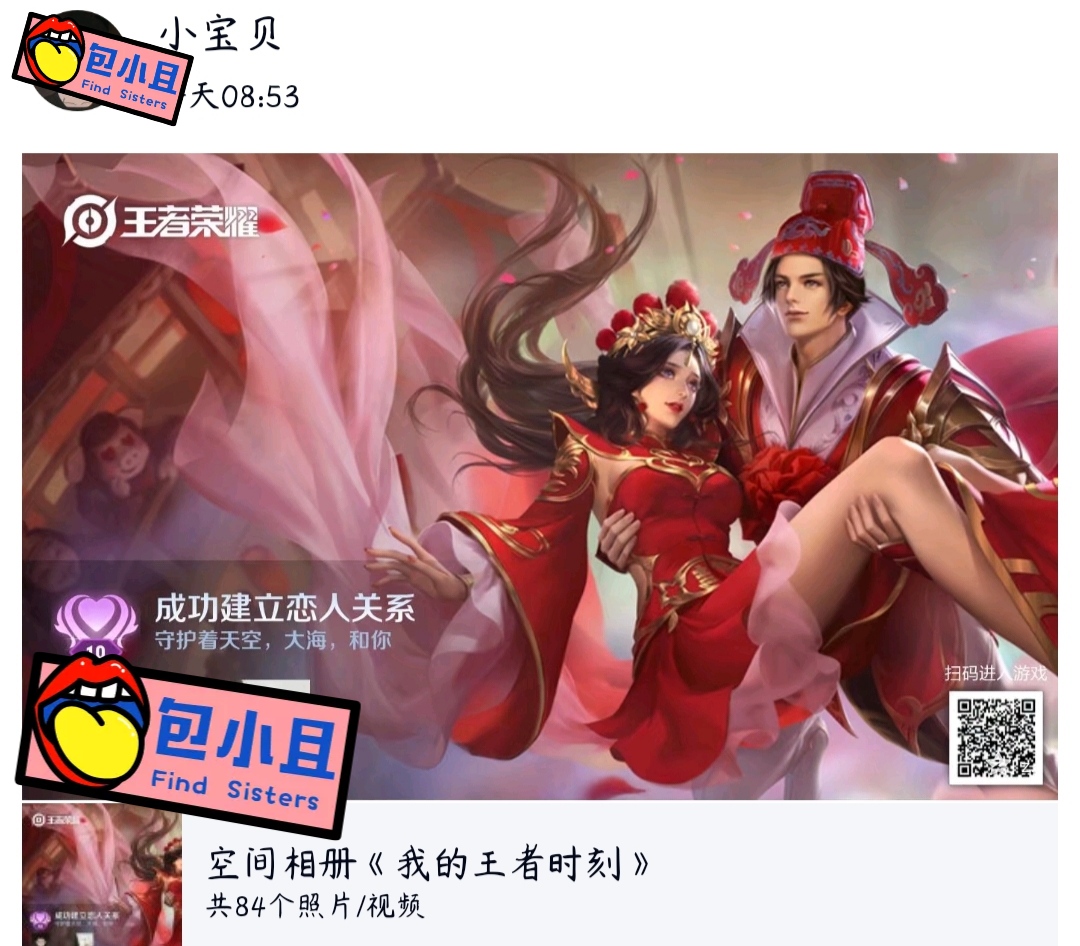 小宝贝
包小且
Find Sisters
天08:53
王者荣耀
成功建立恋人关系
守护着天空，大海，和你
10
扫码进入游戏
包小且
Find Sisters
王者荣耀
空间相册《我的王者时刻》
共84个照片/视频
成功建立恋人关系